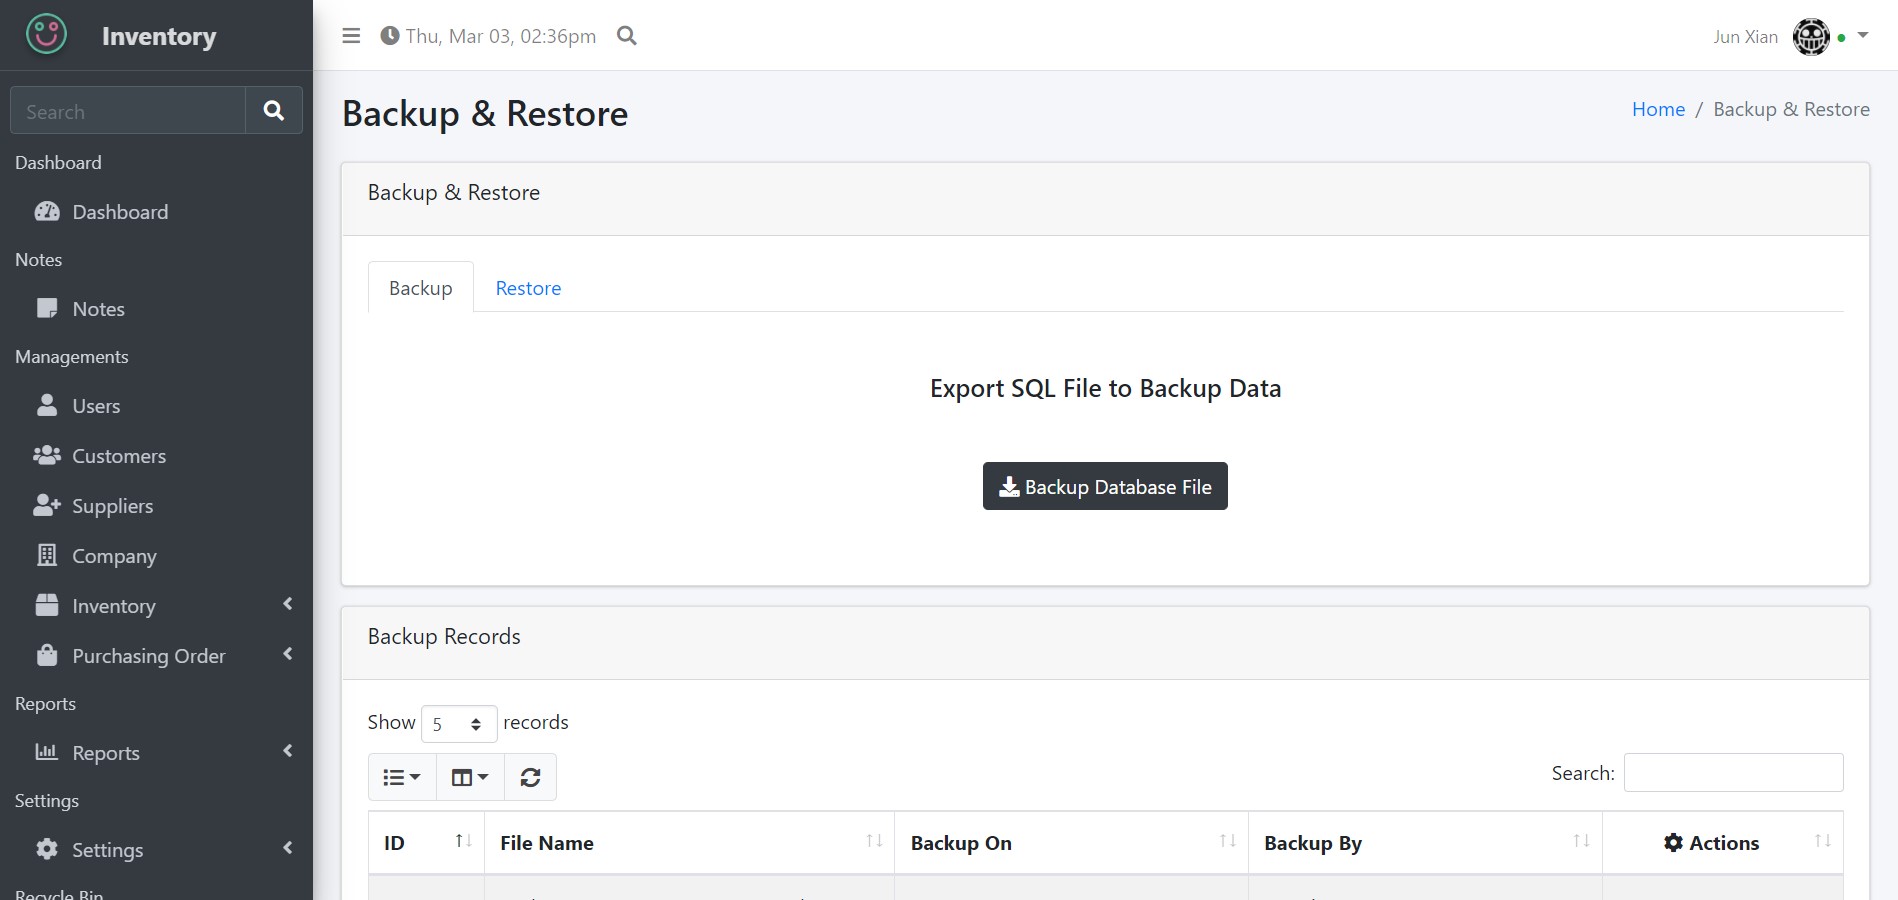 Inventory
Thu, Mar 03, 02:36pm
Jun Xian
Search
Dashboard
Dashboard
Notes
Notes
Managements
Users
Customers
Suppliers
Company
Inventory
Purchasing Order
Reports
Reports
Settings
Settings
Recycle Bin
Backup & Restore
Home / Backup & Restore
Backup & Restore
Backup Restore
Export SQL File to Backup Data
Backup Database File
Backup Records
Show 5 records
Search:
ID File Name Backup On Backup By Actions